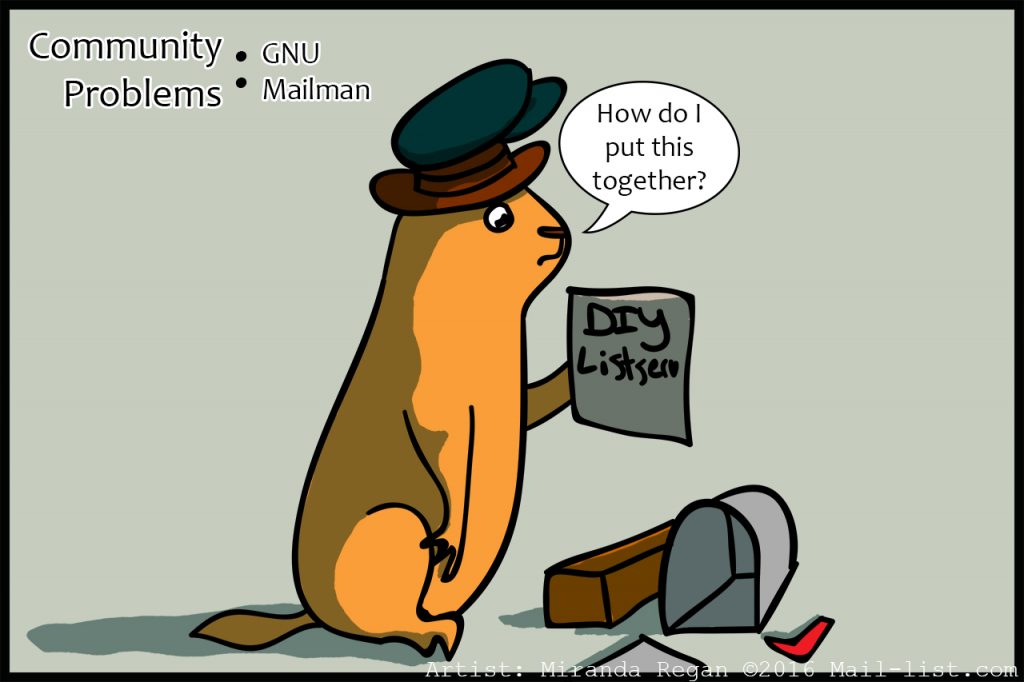 Community
Problems
: GNU
Mailman
How do I
put this
together?
DIY
Listserv
Artist: Miranda Regan ©2016 Mail-list.com